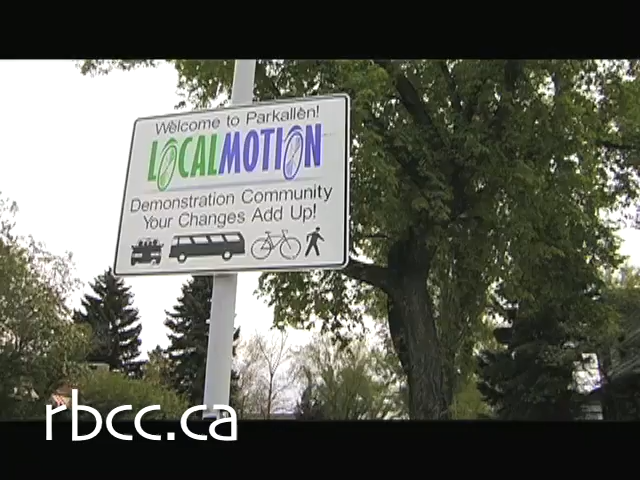 Welcome to Parkallen!
LOCALMOTION
Demonstration Community
Your Changes Add Up!
rbcc.ca